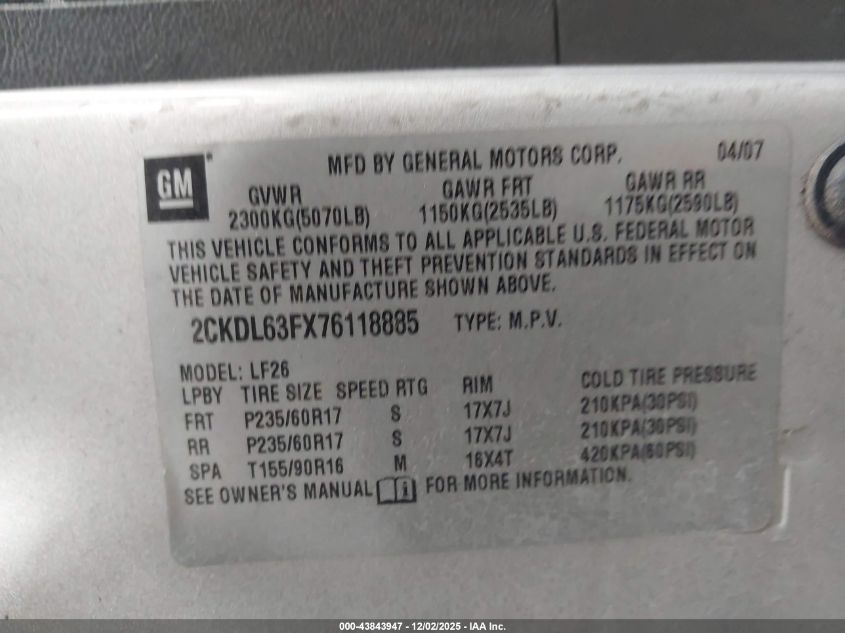 MFD BY GENERAL MOTORS CORP. 04/07
GM
GVWR GAWR FRT GAWR RR
2300KG(5070LB) 1150KG(2535LB) 1175KG(2590LB)
THIS VEHICLE CONFORMS TO ALL APPLICABLE U.S. FEDERAL MOTOR
VEHICLE SAFETY AND THEFT PREVENTION STANDARDS IN EFFECT ON
THE DATE OF MANUFACTURE SHOWN ABOVE.
2CKDL63FX76118885 TYPE: M.P.V.
MODEL: LF26
LPBY TIRE SIZE SPEED RTG RIM COLD TIRE PRESSURE
FRT P235/60R17 S 17X7J 210KPA(30PSI)
RR P235/60R17 S 17X7J 210KPA(30PSI)
SPA T155/90R16 M 16X4T 420KPA(60PSI)
SEE OWNER'S MANUAL FOR MORE INFORMATION.
000-43843947 - 12/02/2025 - IAA Inc.